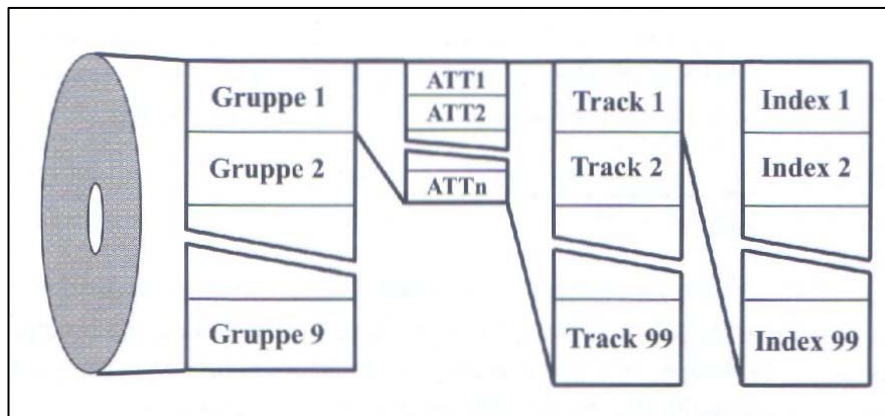 Gruppe 1
Gruppe 2
Gruppe 9
ATT1
ATT2
ATTn
Track 1
Track 2
Track 99
Index 1
Index 2
Index 99